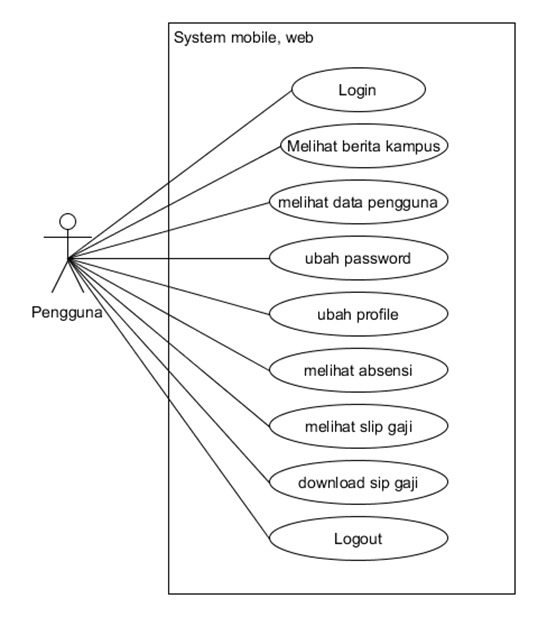 System mobile, web
Login
Melihat berita kampus
melihat data pengguna
ubah password
Pengguna
ubah profile
melihat absensi
melihat slip gaji
download sip gaji
Logout